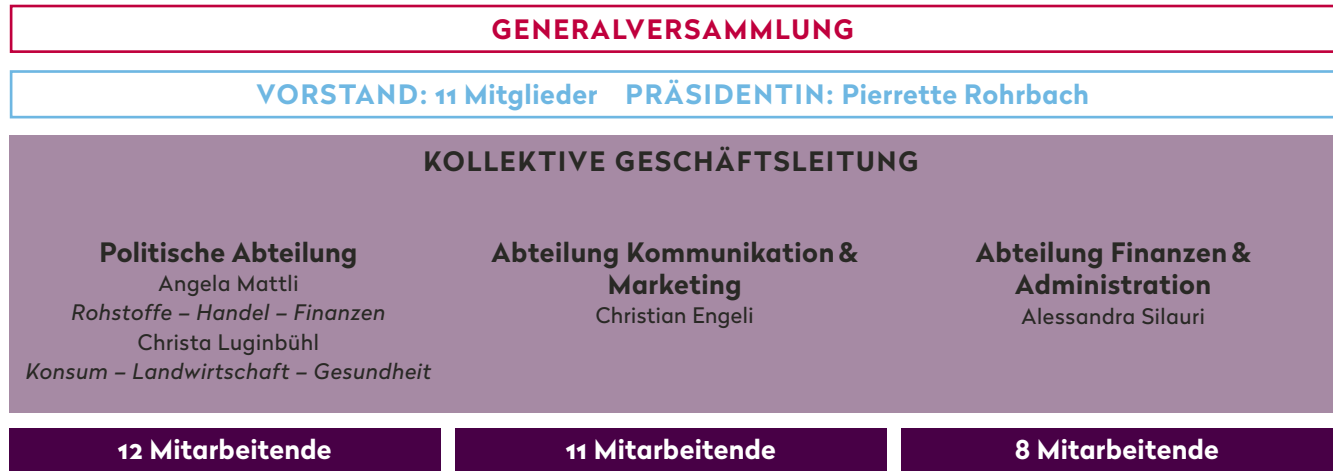 GENERALVERSAMMLUNG
VORSTAND: 11 Mitglieder PRÄSIDENTIN: Pierrette Rohrbach
KOLLEKTIVE GESCHÄFTSLEITUNG
Politische Abteilung
Angela Mattli
Rohstoffe – Handel – Finanzen
Christa Luginbühl
Konsum – Landwirtschaft – Gesundheit
Abteilung Kommunikation &
Marketing
Christian Engeli
Abteilung Finanzen &
Administration
Alessandra Silauri
12 Mitarbeitende
11 Mitarbeitende
8 Mitarbeitende